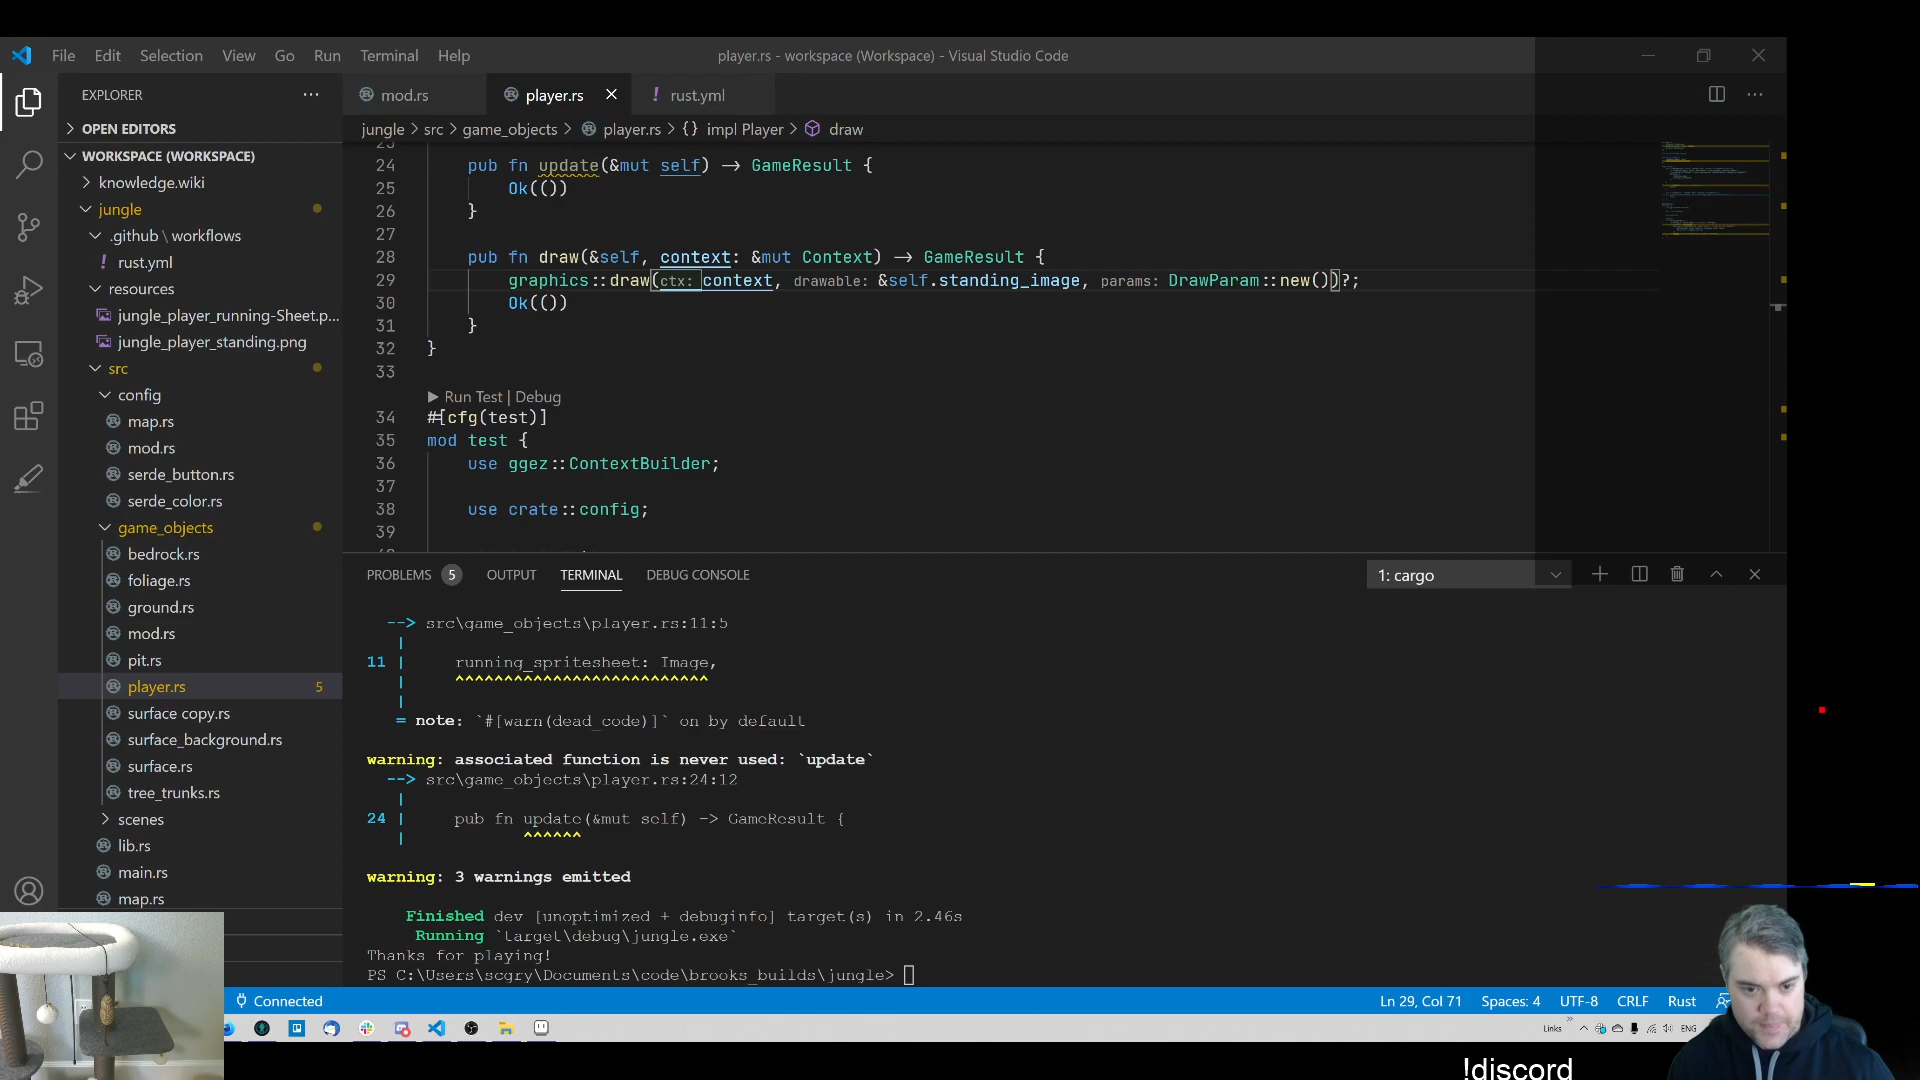 File Edit Selection View Go Run Terminal Help
player.rs - workspace (Workspace) - Visual Studio Code
EXPLORER
mod.rs
player.rs
! rust.yml
OPEN EDITORS
WORKSPACE (WORKSPACE)
knowledge.wiki
jungle
.github \ workflows
! rust.yml
resources
jungle_player_running-Sheet.p...
jungle_player_standing.png
src
config
map.rs
mod.rs
serde_button.rs
serde_color.rs
game_objects
bedrock.rs
foliage.rs
ground.rs
mod.rs
pit.rs
player.rs 5
surface copy.rs
surface_background.rs
surface.rs
tree_trunks.rs
scenes
lib.rs
main.rs
map.rs
jungle > src > game_objects > player.rs > {} impl Player > draw
24 pub fn update(&mut self) -> GameResult {
25 Ok(())
26 }
27
28 pub fn draw(&self, context: &mut Context) -> GameResult {
29 graphics::draw(ctx: context, drawable: &self.standing_image, params: DrawParam::new())?;
30 Ok(())
31 }
32 }
33
Run Test | Debug
34 #[cfg(test)]
35 mod test {
36 use ggez::ContextBuilder;
37
38 use crate::config;
39
PROBLEMS 5 OUTPUT TERMINAL DEBUG CONSOLE
1: cargo
--> src\game_objects\player.rs:11:5
|
11 | running_spritesheet: Image,
| ^^^^^^^^^^^^^^^^^^^^^^^^^^
|
= note: `#[warn(dead_code)]` on by default
warning: associated function is never used: `update`
--> src\game_objects\player.rs:24:12
|
24 | pub fn update(&mut self) -> GameResult {
| ^^^^^^
warning: 3 warnings emitted
Finished dev [unoptimized + debuginfo] target(s) in 2.46s
Running `target\debug\jungle.exe`
Thanks for playing!
PS C:\Users\scgry\Documents\code\brooks_builds\jungle>
Connected
Ln 29, Col 71 Spaces: 4 UTF-8 CRLF Rust
Links
ENG
!discord